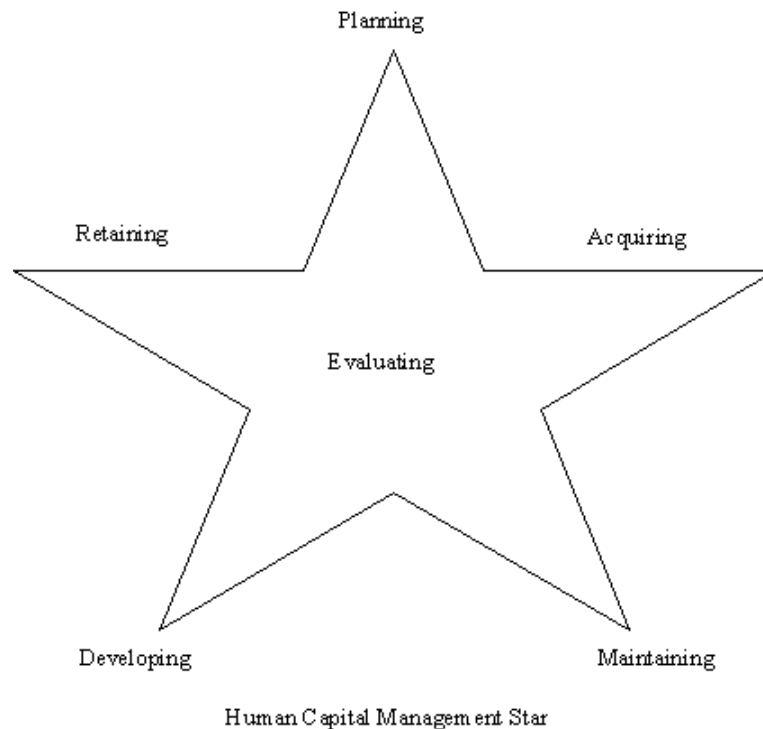 Planning
Retaining
Acquiring
Evaluating
Developing
Maintaining
Human Capital Management Star